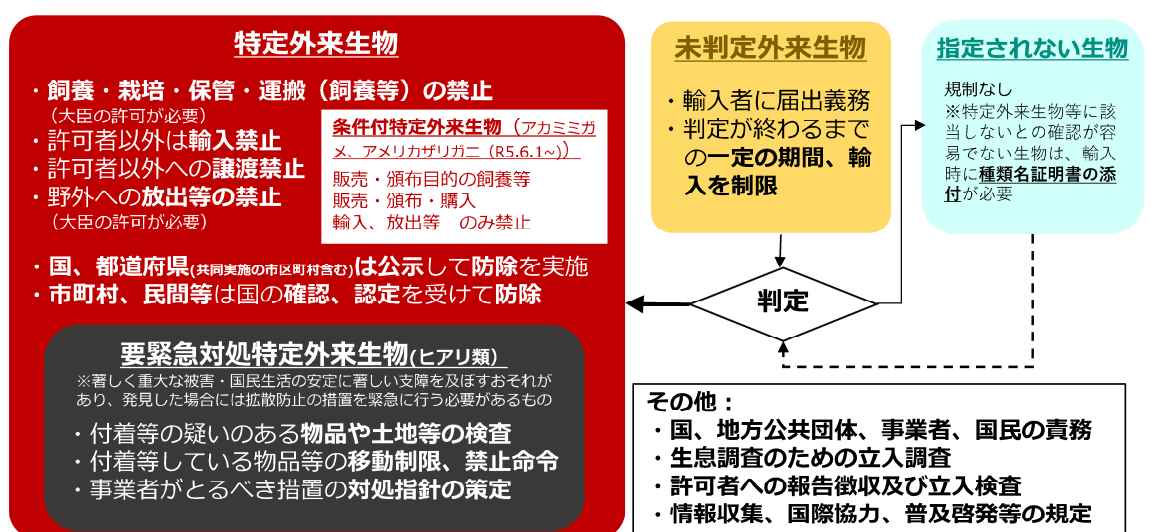 特定外来生物
・飼養・栽培・保管・運搬（飼養等）の禁止
（大臣の許可が必要）
・許可者以外は輸入禁止
・許可者以外への譲渡禁止
・野外への放出等の禁止
（大臣の許可が必要）
条件付特定外来生物（アカミミガ
メ、アメリカザリガニ（R5.6.1~)）
販売・頒布目的の飼養等
販売・頒布・購入
輸入、放出等　のみ禁止
・国、都道府県(共同実施の市区町村含む)は公示して防除を実施
・市町村、民間等は国の確認、認定を受けて防除
要緊急対処特定外来生物(ヒアリ類）
※著しく重大な被害・国民生活の安定に著しい支障を及ぼすおそれが
あり、発見した場合には拡散防止の措置を緊急に行う必要があるもの
・付着等の疑いのある物品や土地等の検査
・付着等している物品等の移動制限、禁止命令
・事業者がとるべき措置の対処指針の策定
未判定外来生物
・輸入者に届出義務
・判定が終わるまで
の一定の期間、輸
入を制限
指定されない生物
規制なし
※特定外来生物等に該
当しないとの確認が容
易でない生物は、輸入
時に種類名証明書の添
付が必要
判定
その他：
・国、地方公共団体、事業者、国民の責務
・生息調査のための立入調査
・許可者への報告徴収及び立入検査
・情報収集、国際協力、普及啓発等の規定